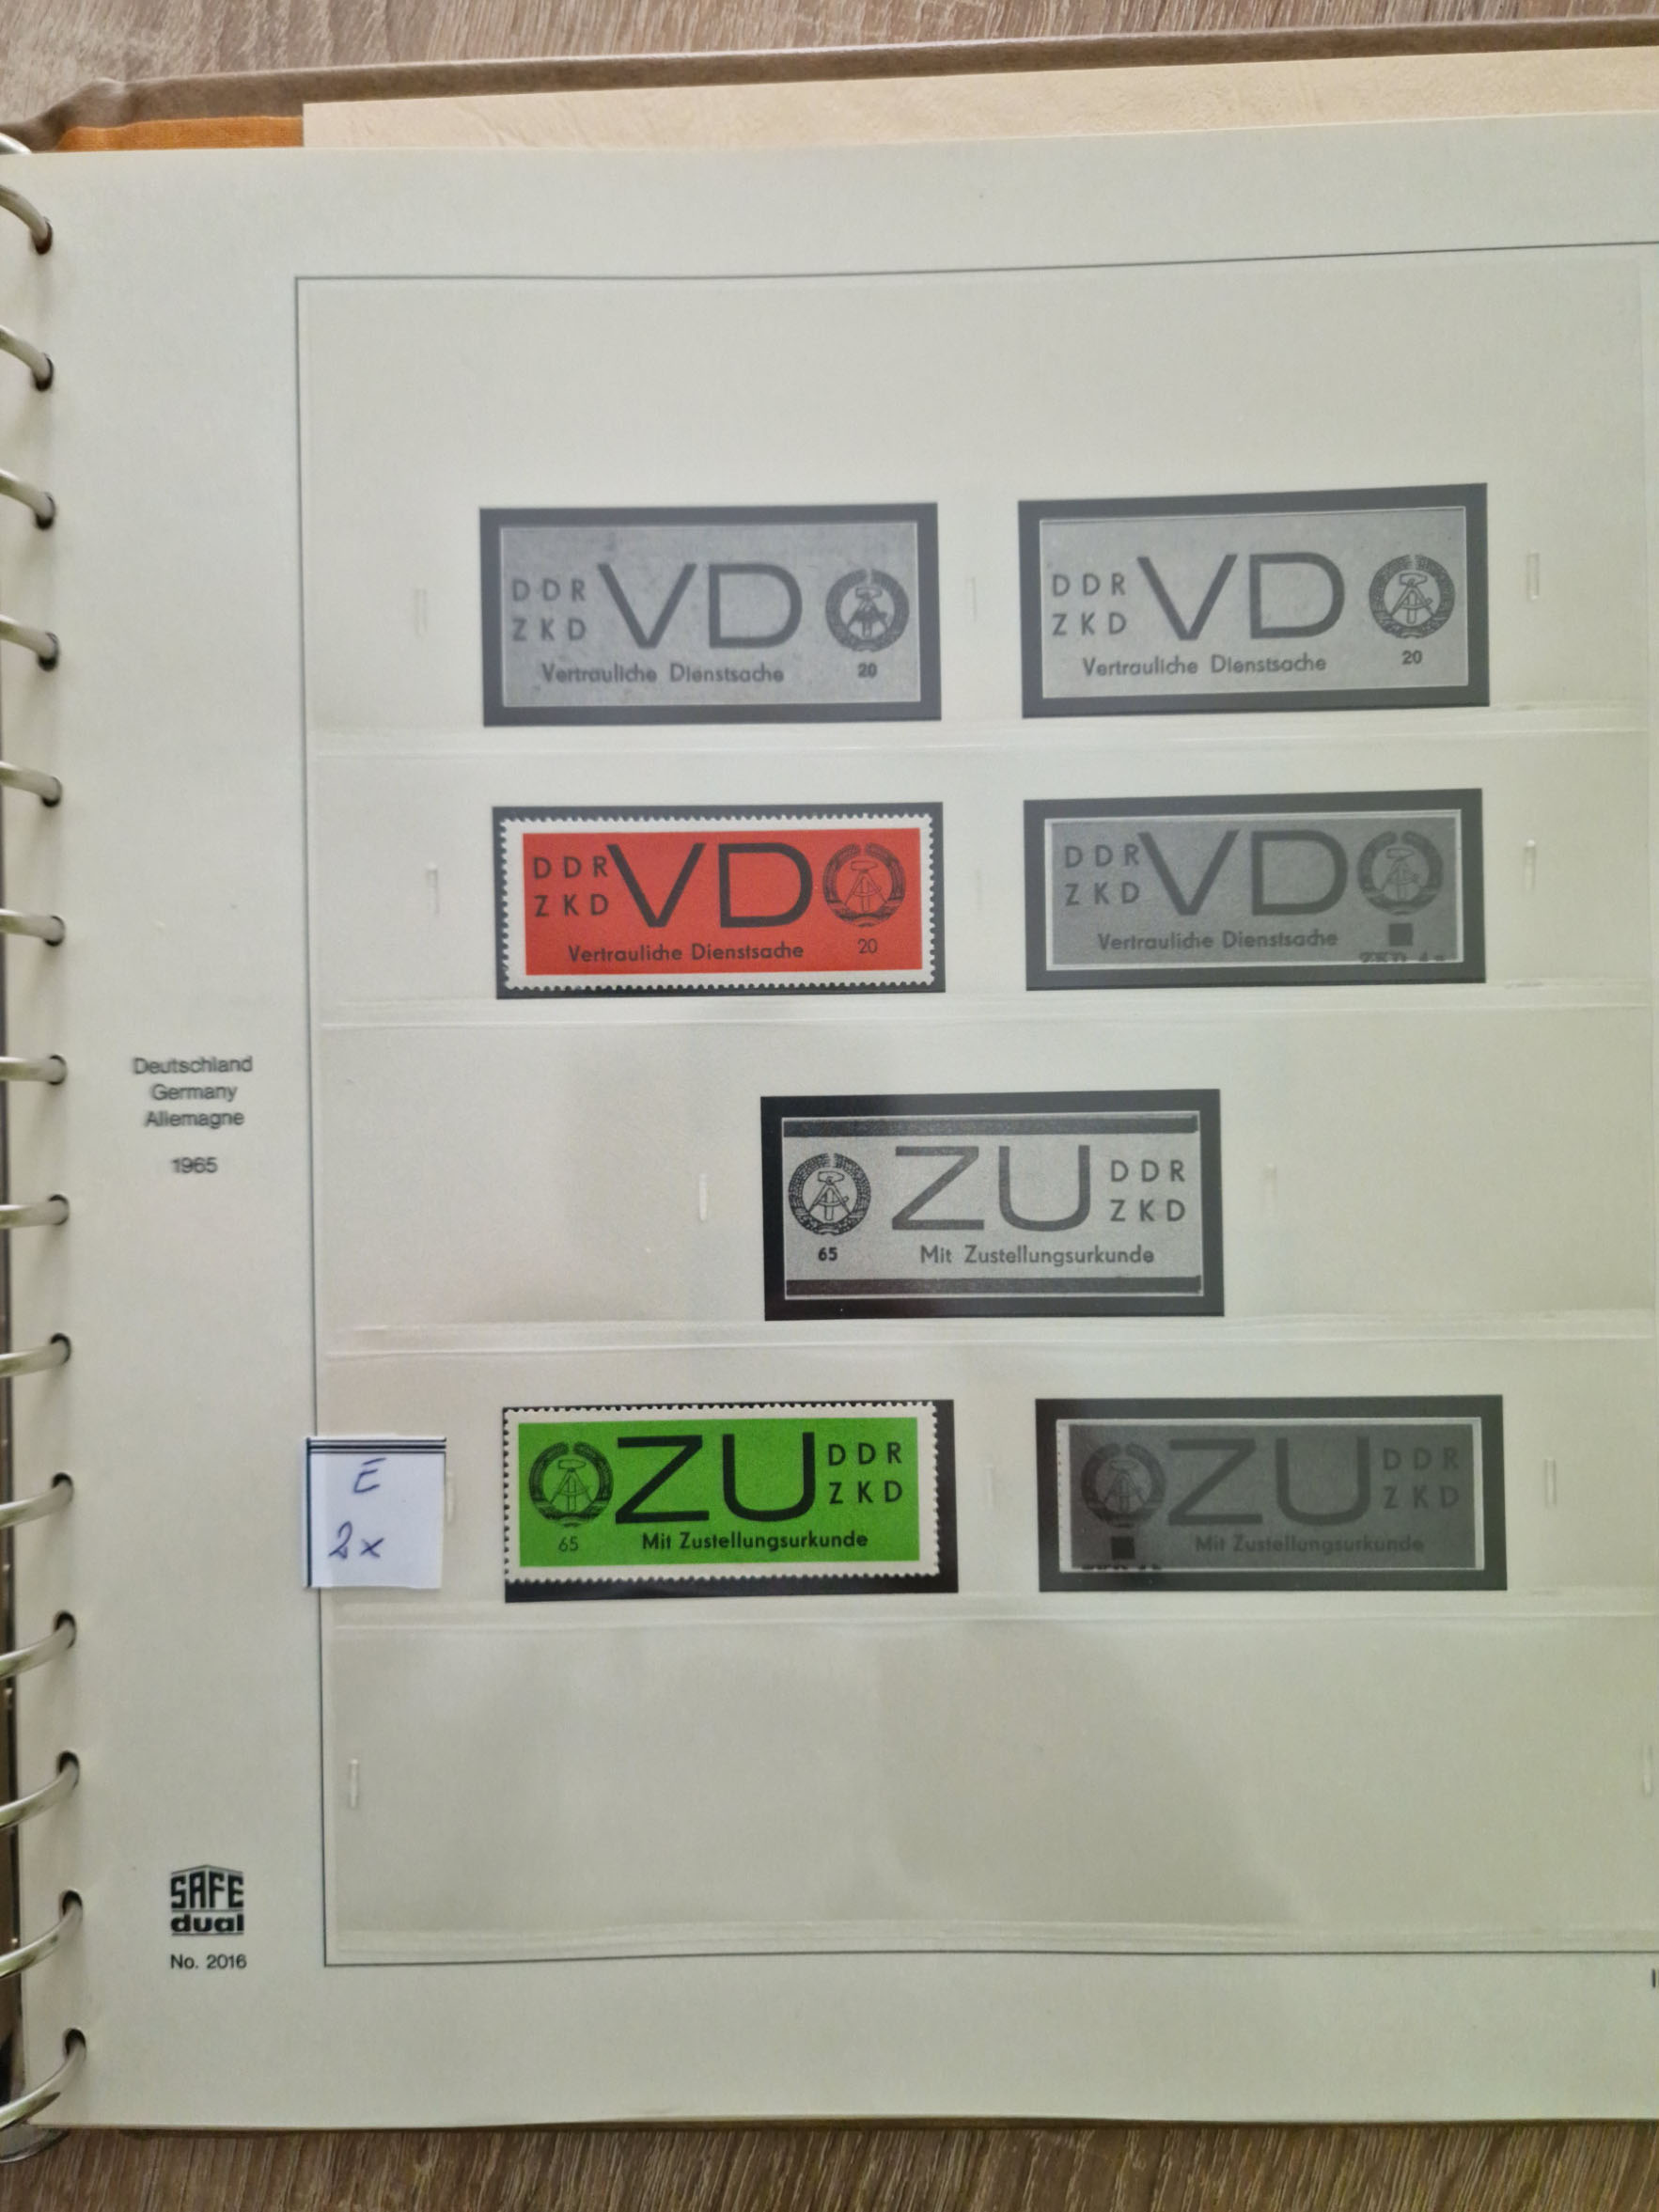 DDR VD
ZKD
Vertrauliche Dienstsache 20
DDR VD
ZKD
Vertrauliche Dienstsache 20
DDR VD
ZKD
Vertrauliche Dienstsache 20
DDR VD
ZKD
Vertrauliche Dienstsache
Deutschland
Germany
Allemagne
1965
ZU DDR
ZKD
65 Mit Zustellungsurkunde
E
2x
ZU DDR
ZKD
65 Mit Zustellungsurkunde
ZU DDR
ZKD
Mit Zustellungsurkunde
SAFE
dual
No. 2016